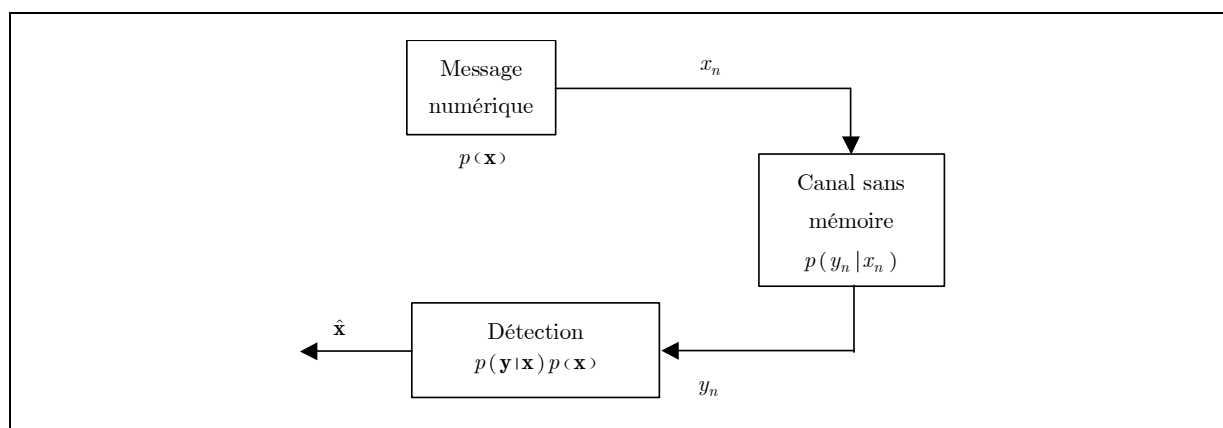 Message
numérique
p(x)
x_n
Canal sans
mémoire
p(y_n|x_n)
y_n
Détection
p(y|x)p(x)
x̂